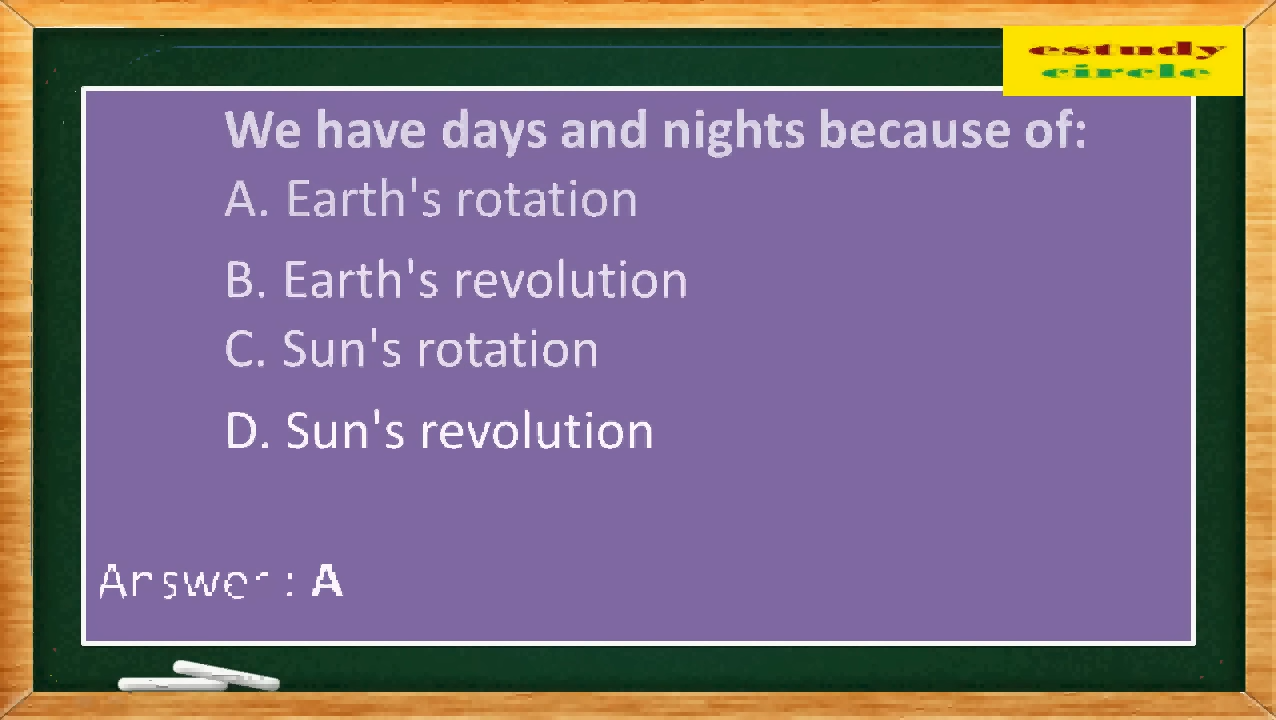 estudy
circle
We have days and nights because of:
A. Earth's rotation
B. Earth's revolution
C. Sun's rotation
D. Sun's revolution
Answer: A